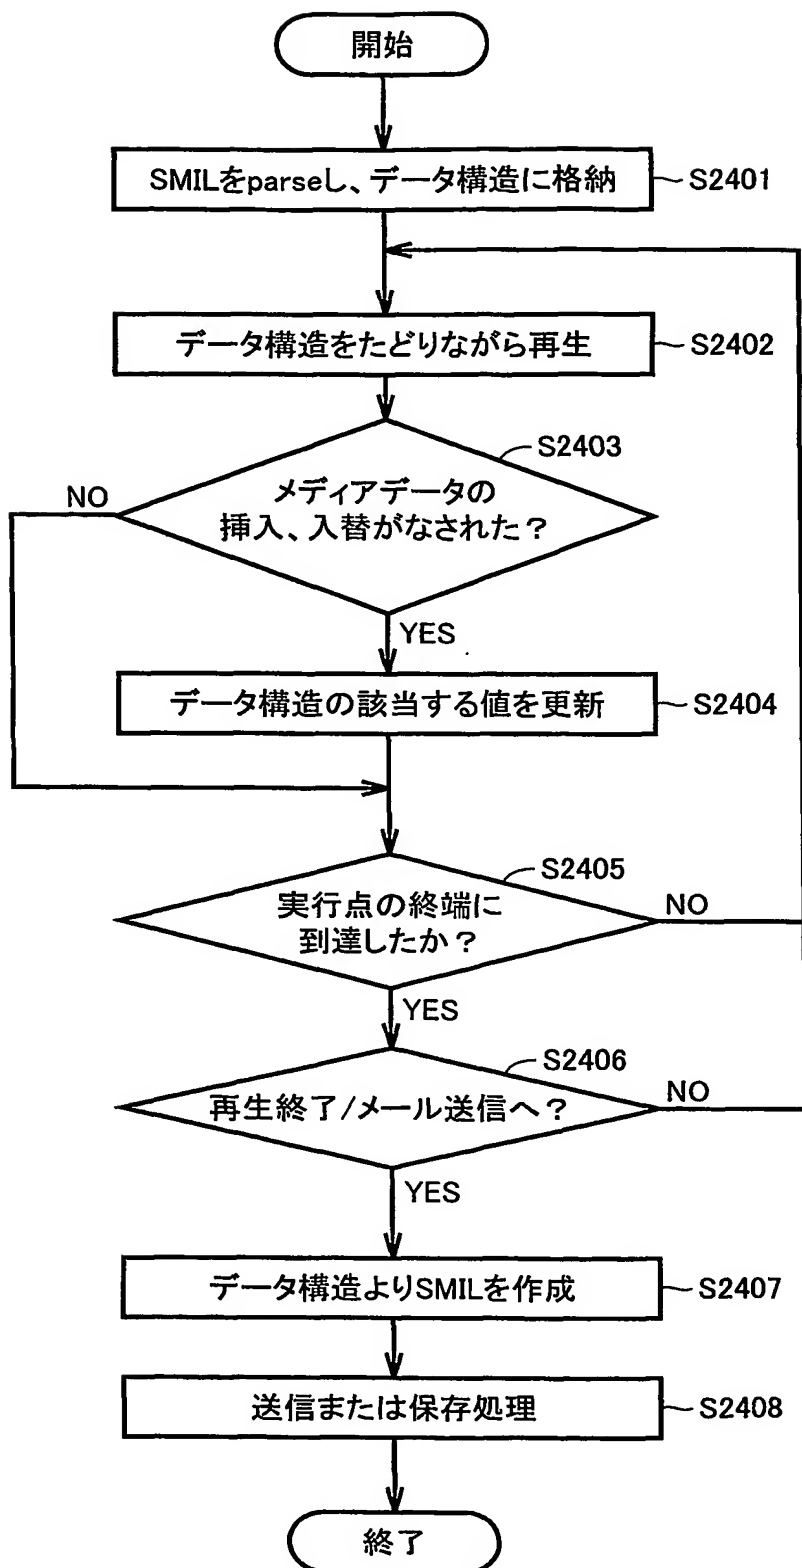 開始
SMILをparseし、データ構造に格納
S2401
データ構造をたどりながら再生
S2402
S2403
メディアデータの
挿入、入替がなされた？
NO
YES
データ構造の該当する値を更新
S2404
S2405
実行点の終端に
到達したか？
NO
YES
S2406
再生終了/メール送信へ？
NO
YES
データ構造よりSMILを作成
S2407
送信または保存処理
S2408
終了